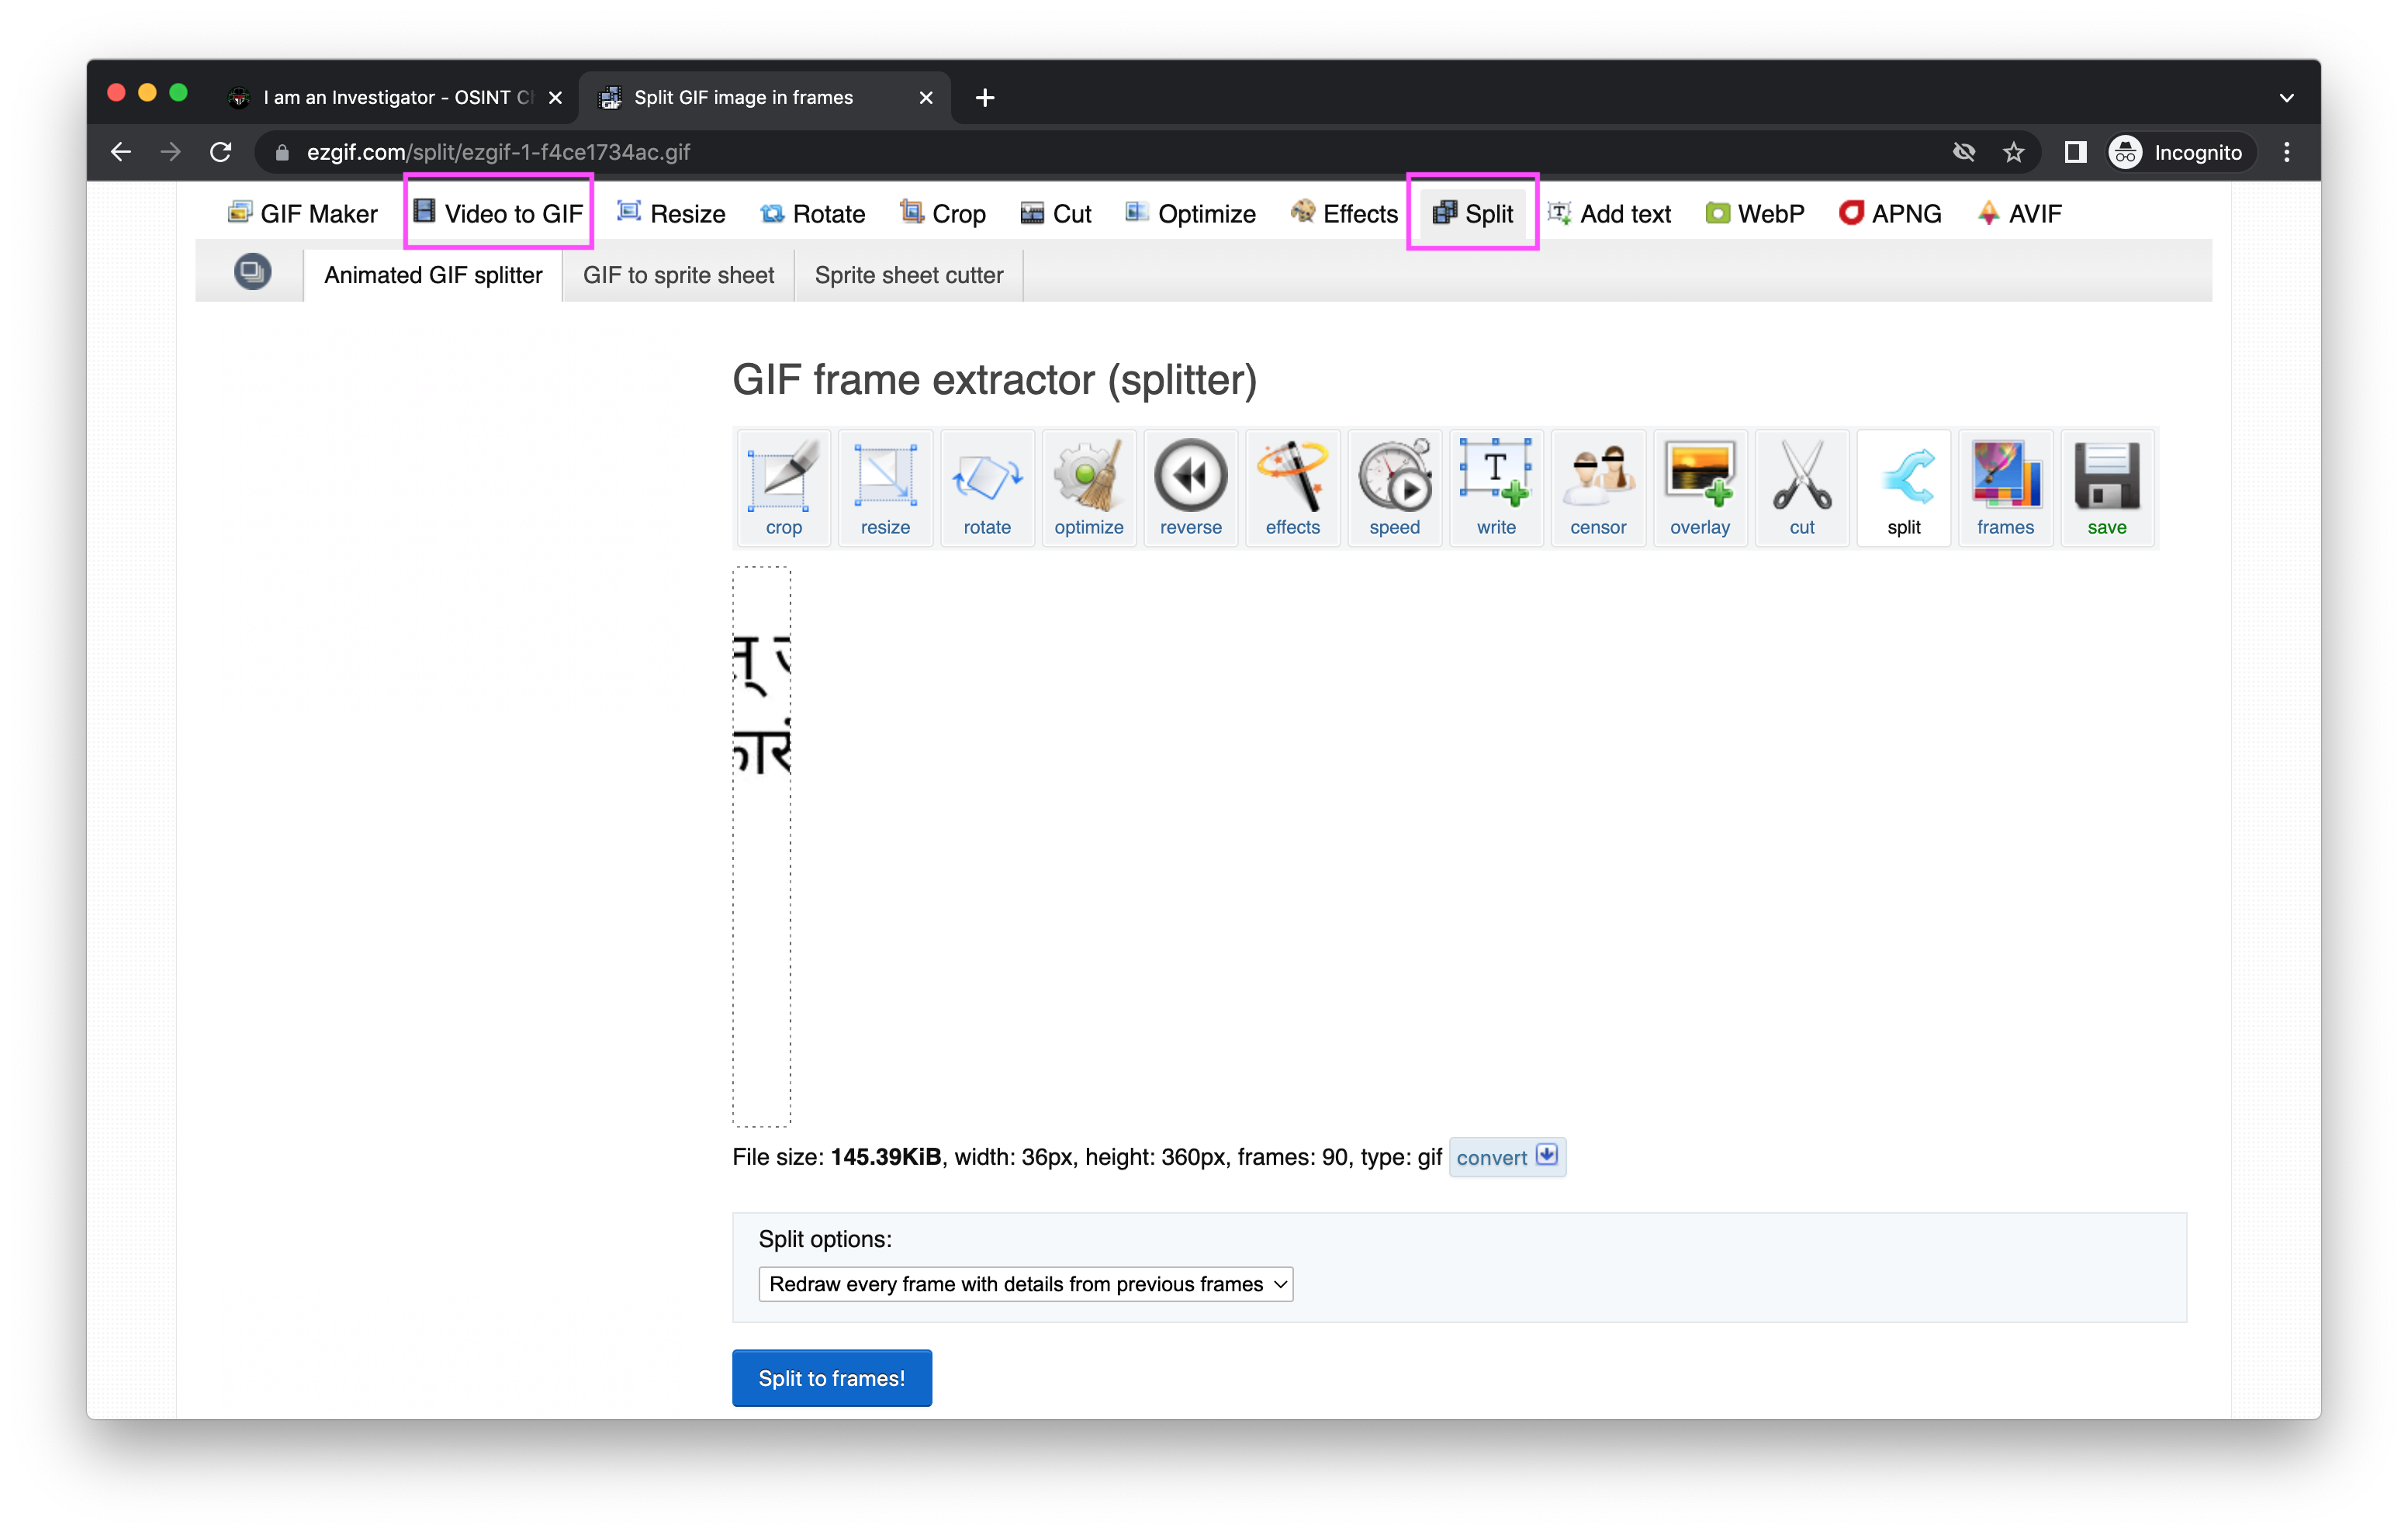 I am an Investigator - OSINT
Split GIF image in frames
ezgif.com/split/ezgif-1-f4ce1734ac.gif
Incognito
GIF Maker Video to GIF Resize Rotate Crop Cut Optimize Effects Split Add text WebP APNG AVIF
Animated GIF splitter GIF to sprite sheet Sprite sheet cutter
GIF frame extractor (splitter)
crop resize rotate optimize reverse effects speed write censor overlay cut split frames save
File size: 145.39KiB, width: 36px, height: 360px, frames: 90, type: gif convert
Split options:
Redraw every frame with details from previous frames
Split to frames!